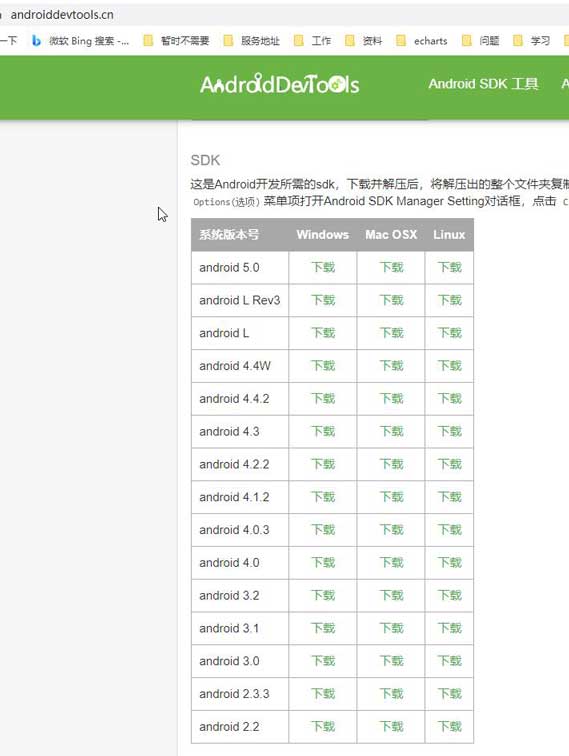 androiddevtools.cn
一下 微软 Bing 搜索 -... 暂时不需要 服务地址 工作 资料 echarts 问题 学习
AndroidDevTools Android SDK 工具 A
SDK
这是Android开发所需的sdk，下载并解压后，将解压出的整个文件夹复制
Options(选项) 菜单项打开Android SDK Manager Setting对话框，点击 C
系统版本号 Windows Mac OSX Linux
android 5.0 下载 下载 下载
android L Rev3 下载 下载 下载
android L 下载 下载 下载
android 4.4W 下载 下载 下载
android 4.4.2 下载 下载 下载
android 4.3 下载 下载 下载
android 4.2.2 下载 下载 下载
android 4.1.2 下载 下载 下载
android 4.0.3 下载 下载 下载
android 4.0 下载 下载 下载
android 3.2 下载 下载 下载
android 3.1 下载 下载 下载
android 3.0 下载 下载 下载
android 2.3.3 下载 下载 下载
android 2.2 下载 下载 下载